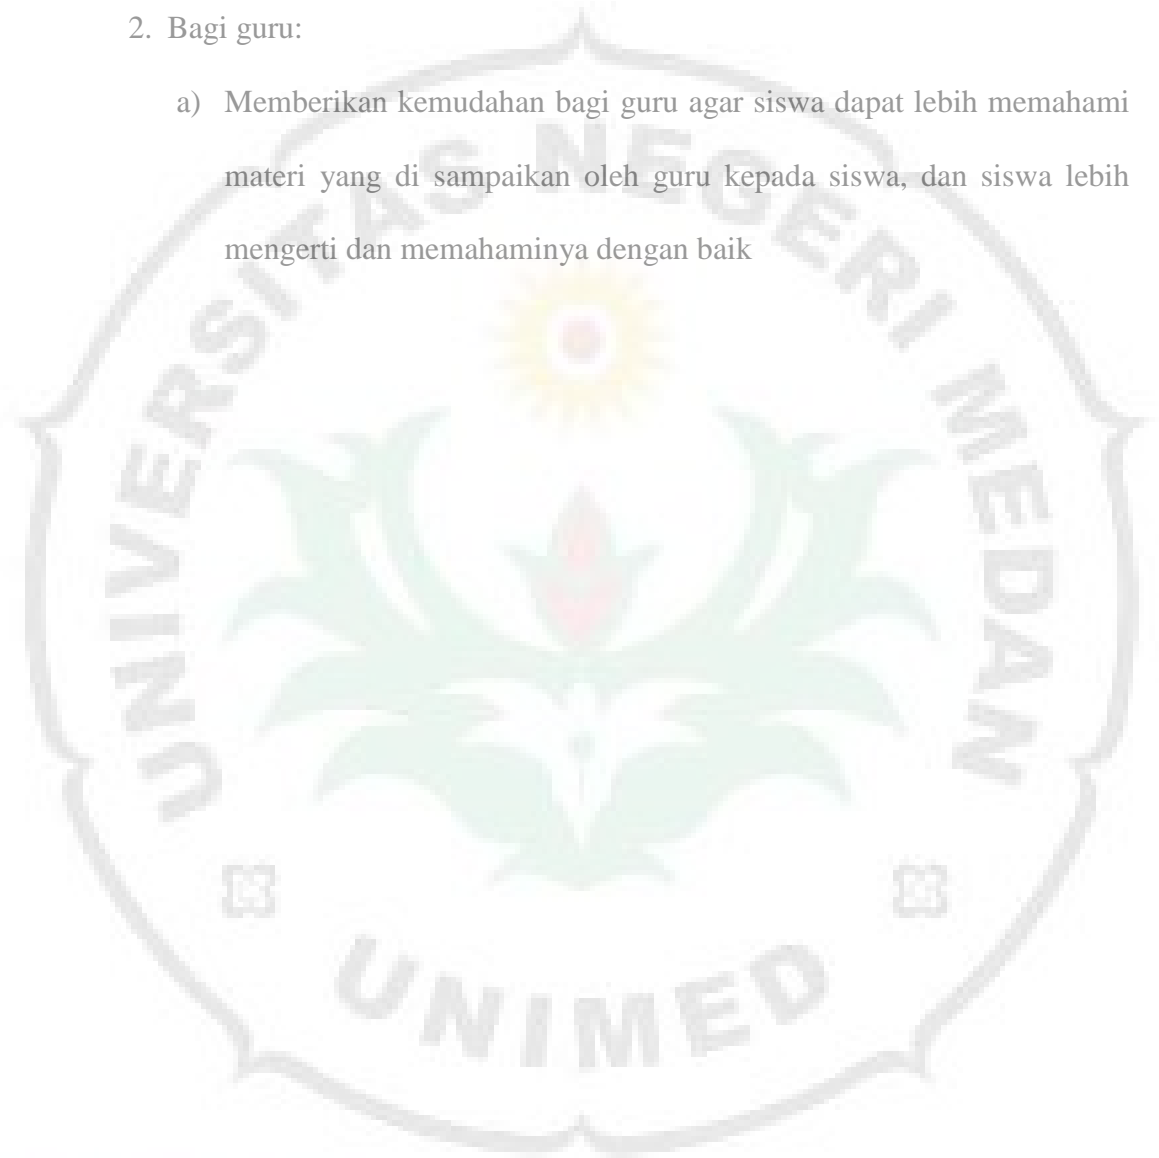 2. Bagi guru:
a) Memberikan kemudahan bagi guru agar siswa dapat lebih memahami
materi yang di sampaikan oleh guru kepada siswa, dan siswa lebih
mengerti dan memahaminya dengan baik
UNIVERSITAS NEGERI MEDAN
UNIMED